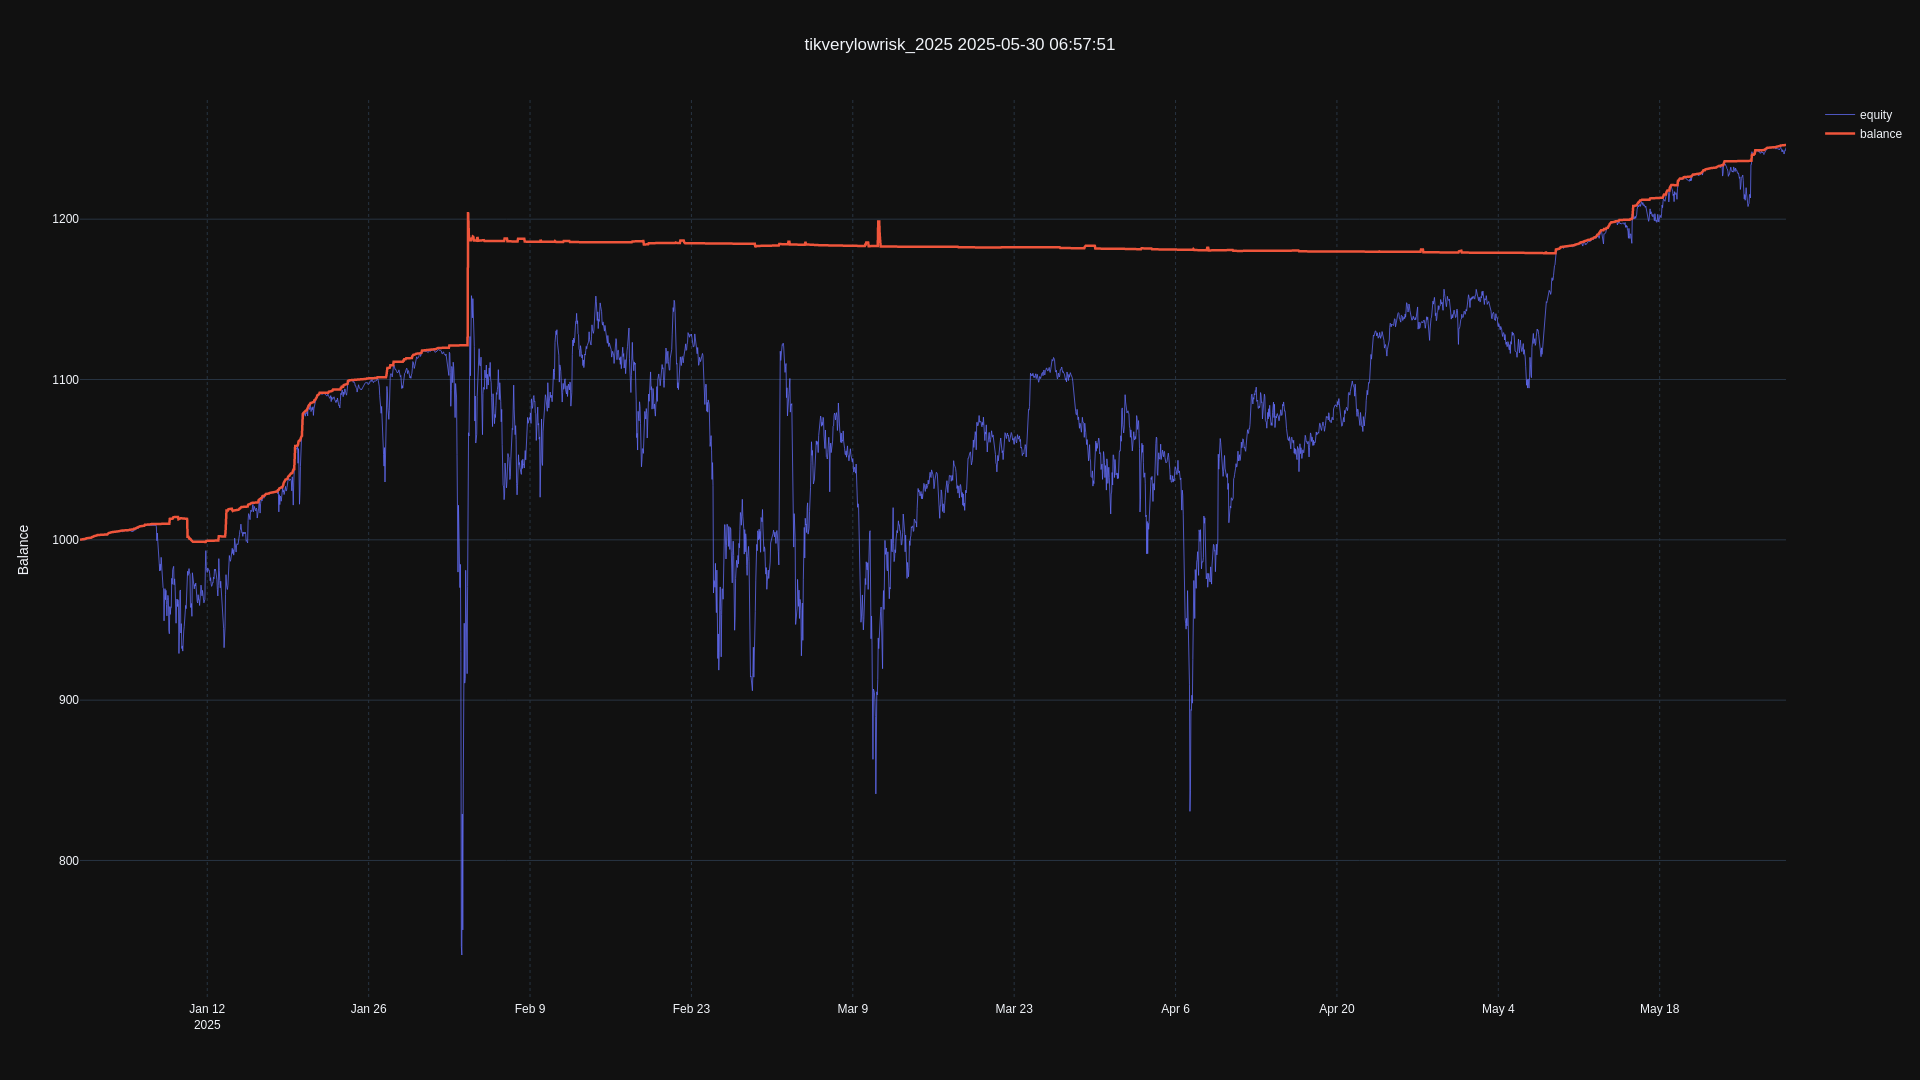 tikverylowrisk_2025 2025-05-30 06:57:51
equity
balance
Balance
1200
1100
1000
900
800
Jan 12
2025
Jan 26
Feb 9
Feb 23
Mar 9
Mar 23
Apr 6
Apr 20
May 4
May 18